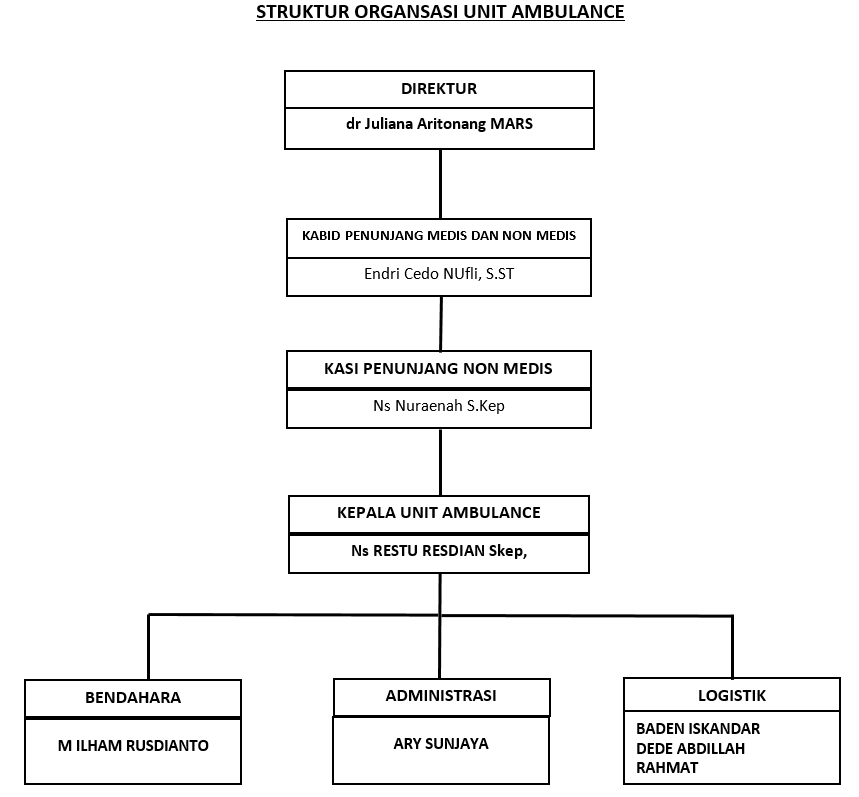 STRUKTUR ORGANSASI UNIT AMBULANCE
DIREKTUR
dr Juliana Aritonang MARS
KABID PENUNJANG MEDIS DAN NON MEDIS
Endri Cedo NUfli, S.ST
KASI PENUNJANG NON MEDIS
Ns Nuraenah S.Kep
KEPALA UNIT AMBULANCE
Ns RESTU RESDIAN Skep,
BENDAHARA
M ILHAM RUSDIANTO
ADMINISTRASI
ARY SUNJAYA
LOGISTIK
BADEN ISKANDAR
DEDE ABDILLAH
RAHMAT